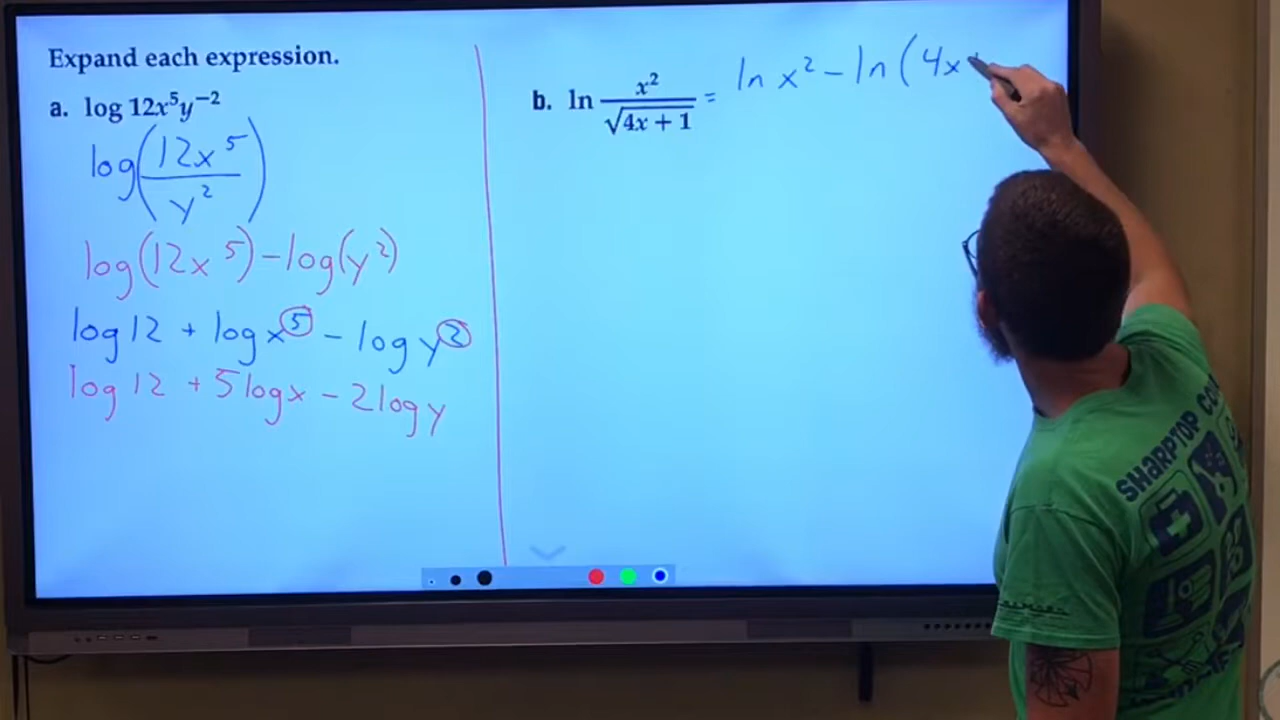 Expand each expression.
a. log 12x⁵y⁻²
log(12x⁵/y²)
log(12x⁵)-log(y²)
log 12 + log x⁵ - log y²
log 12 + 5 log x - 2 log y
b. ln x²/√(4x + 1) = ln x² - ln (4x +
SHARPTOP